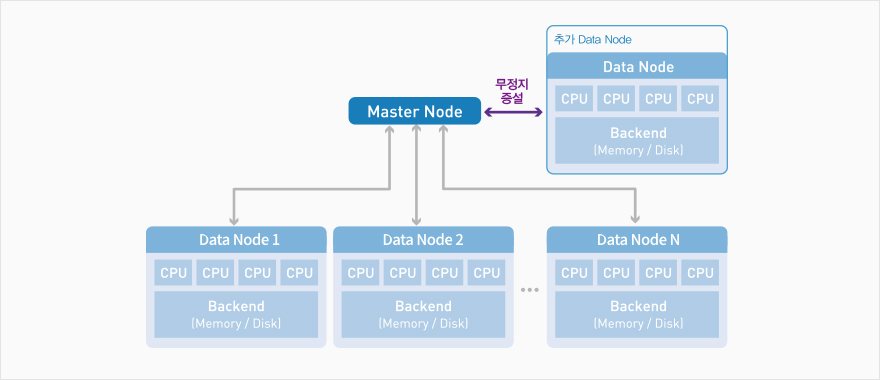 추가 Data Node
Data Node
CPU CPU CPU CPU
Backend
(Memory / Disk)
무정지
증설
Master Node
Data Node 1
CPU CPU CPU CPU
Backend
(Memory / Disk)
Data Node 2
CPU CPU CPU CPU
Backend
(Memory / Disk)
...
Data Node N
CPU CPU CPU CPU
Backend
(Memory / Disk)